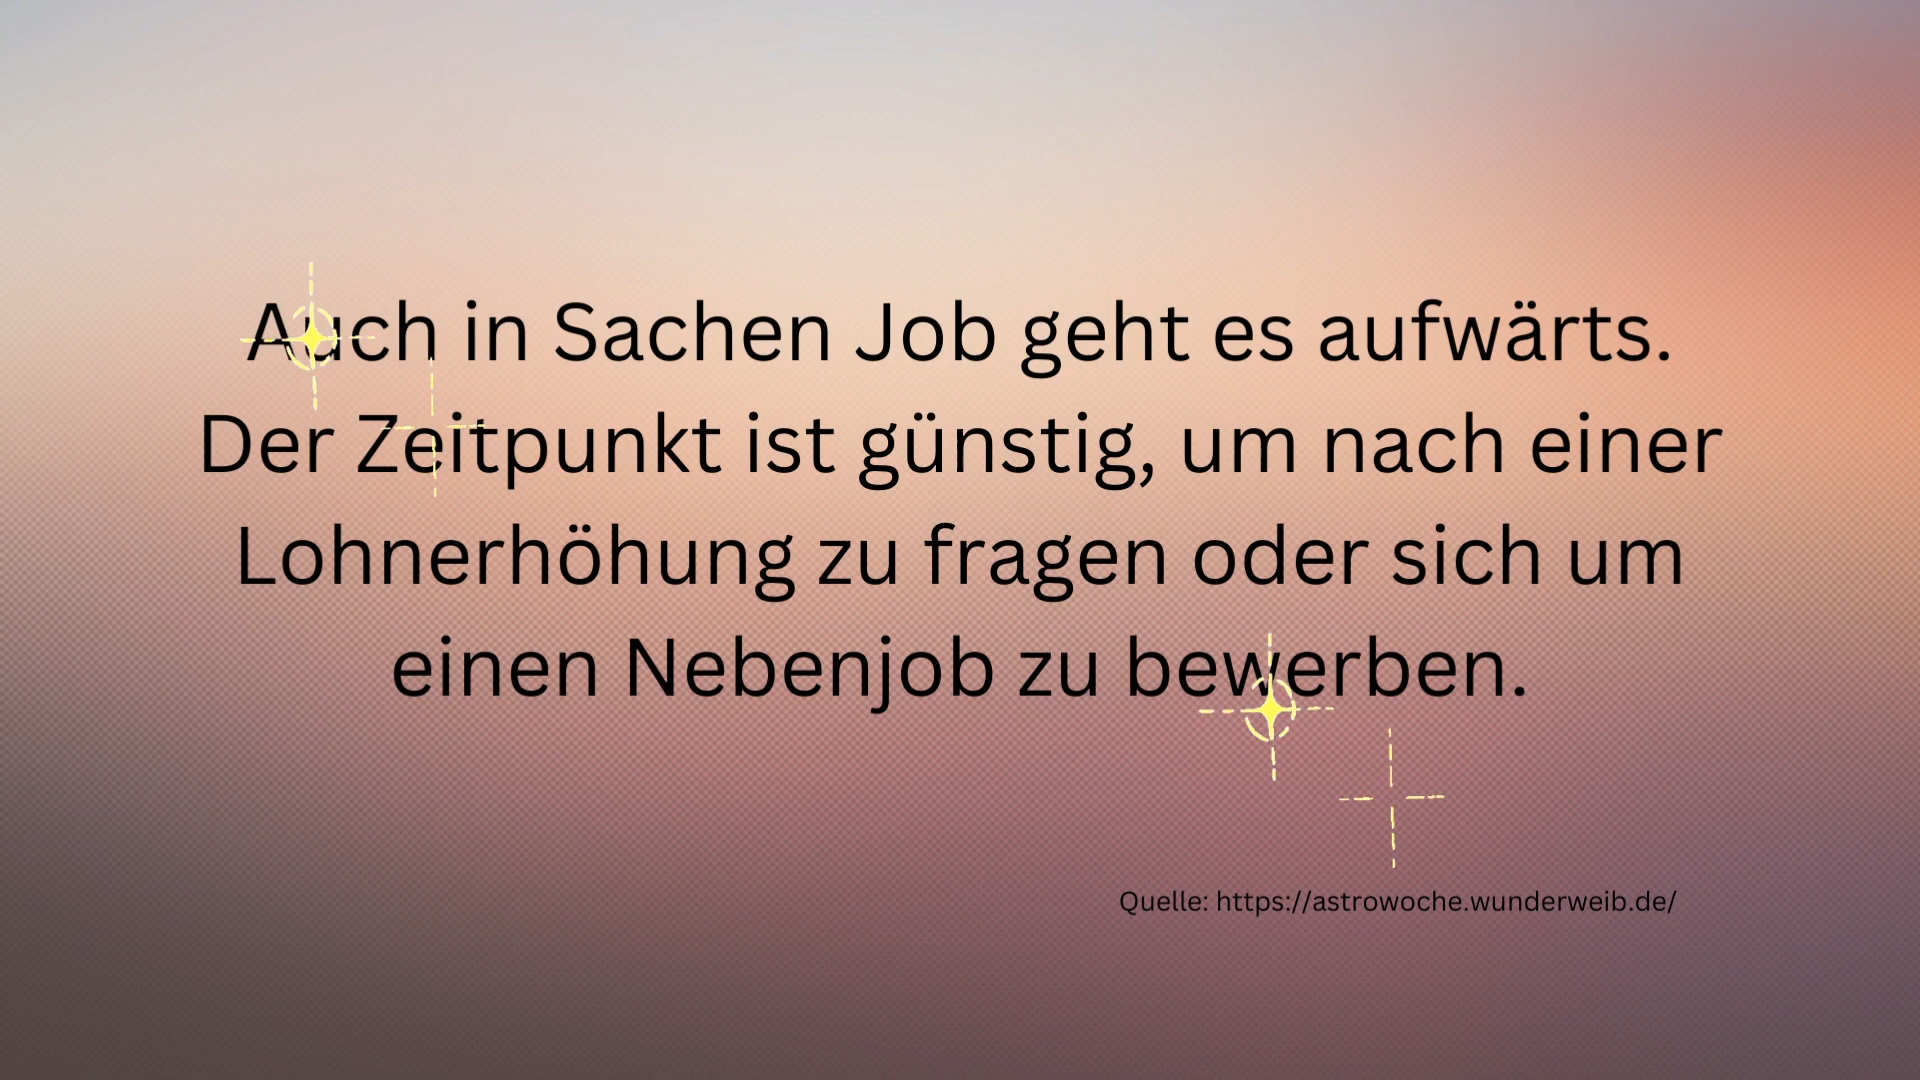 Auch in Sachen Job geht es aufwärts.
Der Zeitpunkt ist günstig, um nach einer
Lohnerhöhung zu fragen oder sich um
einen Nebenjob zu bewerben.
Quelle: https://astrowoche.wunderweib.de/